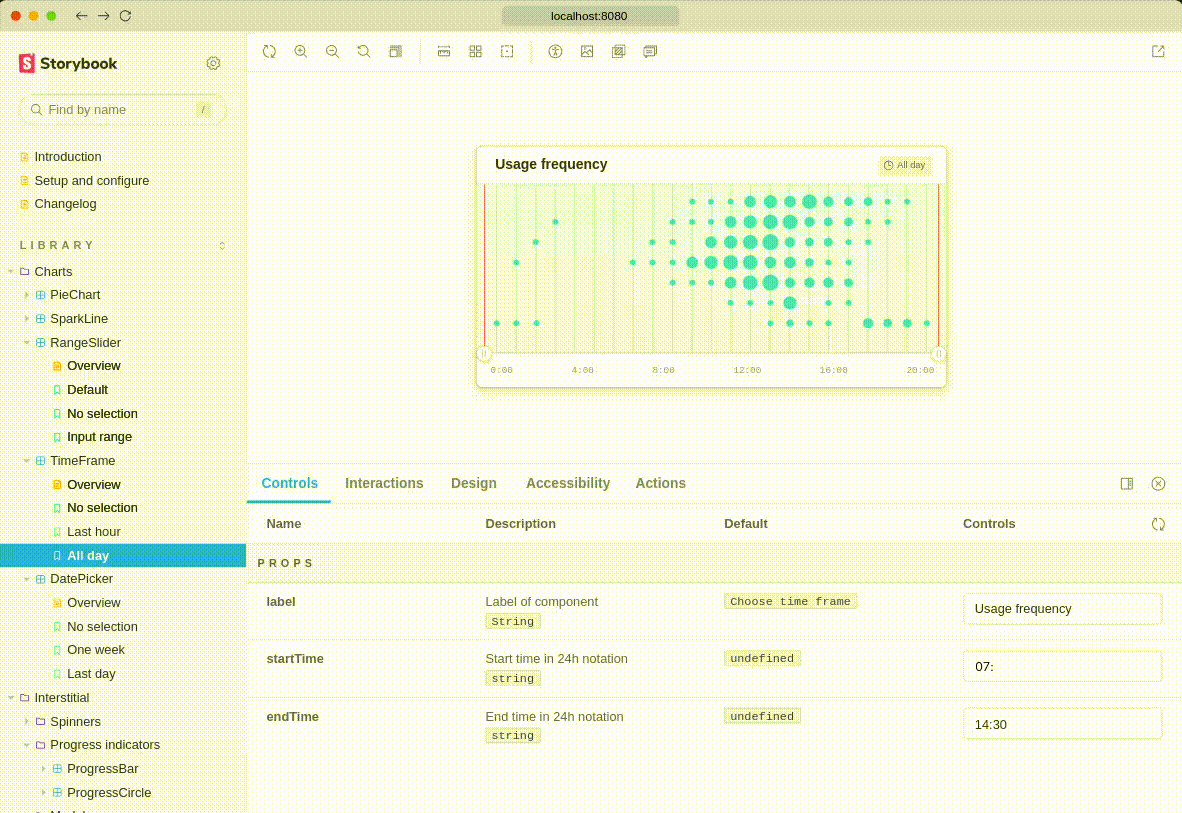 localhost:8080
Storybook
Find by name
/
Introduction
Setup and configure
Changelog
LIBRARY
Charts
PieChart
SparkLine
RangeSlider
Overview
Default
No selection
Input range
TimeFrame
Overview
No selection
Last hour
All day
DatePicker
Overview
No selection
One week
Last day
Interstitial
Spinners
Progress indicators
ProgressBar
ProgressCircle
Usage frequency
All day
0:00 4:00 8:00 12:00 16:00 20:00
Controls Interactions Design Accessibility Actions
Name Description Default Controls
PROPS
label Label of component Choose time frame Usage frequency
String
startTime Start time in 24h notation undefined 07:
string
endTime End time in 24h notation undefined 14:30
string